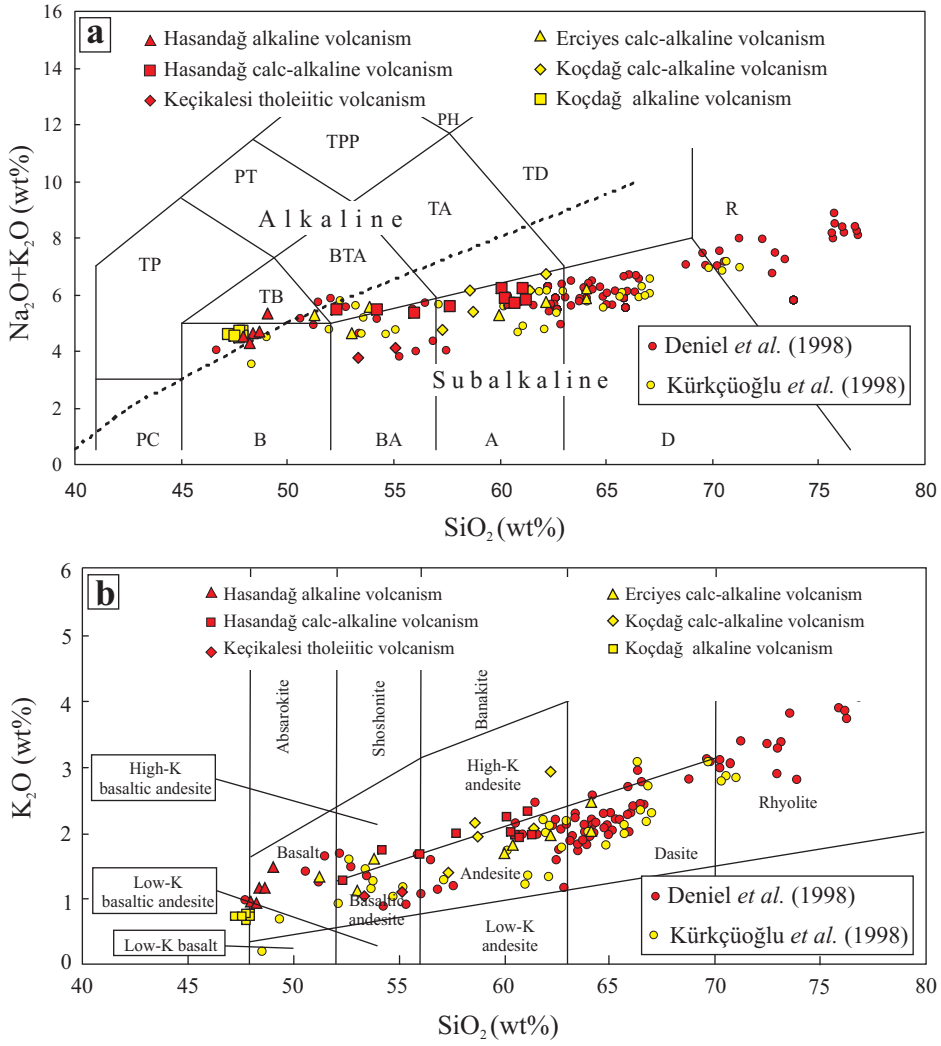 a
Hasandağ alkaline volcanism
Hasandağ calc-alkaline volcanism
Keçikalesi tholeiitic volcanism
Erciyes calc-alkaline volcanism
Koçdağ calc-alkaline volcanism
Koçdağ alkaline volcanism
Na2O+K2O (wt%)
16
14
12
10
8
6
4
2
0
PH
TPP
TD
PT
TA
R
Alkaline
BTA
TP
TB
Subalkaline
PC
B
BA
A
D
Deniel et al. (1998)
Kürkçüoğlu et al. (1998)
40 45 50 55 60 65 70 75 80
SiO2 (wt%)
b
Hasandağ alkaline volcanism
Hasandağ calc-alkaline volcanism
Keçikalesi tholeiitic volcanism
Erciyes calc-alkaline volcanism
Koçdağ calc-alkaline volcanism
Koçdağ alkaline volcanism
K2O (wt%)
6
5
4
3
2
1
0
Absarokite
Shoshonite
Banakite
High-K
basaltic andesite
High-K
andesite
Rhyolite
Basalt
Low-K
basaltic andesite
Andesite
Dasite
Basaltic
andesite
Low-K basalt
Low-K
andesite
Deniel et al. (1998)
Kürkçüoğlu et al. (1998)
40 45 50 55 60 65 70 75 80
SiO2 (wt%)